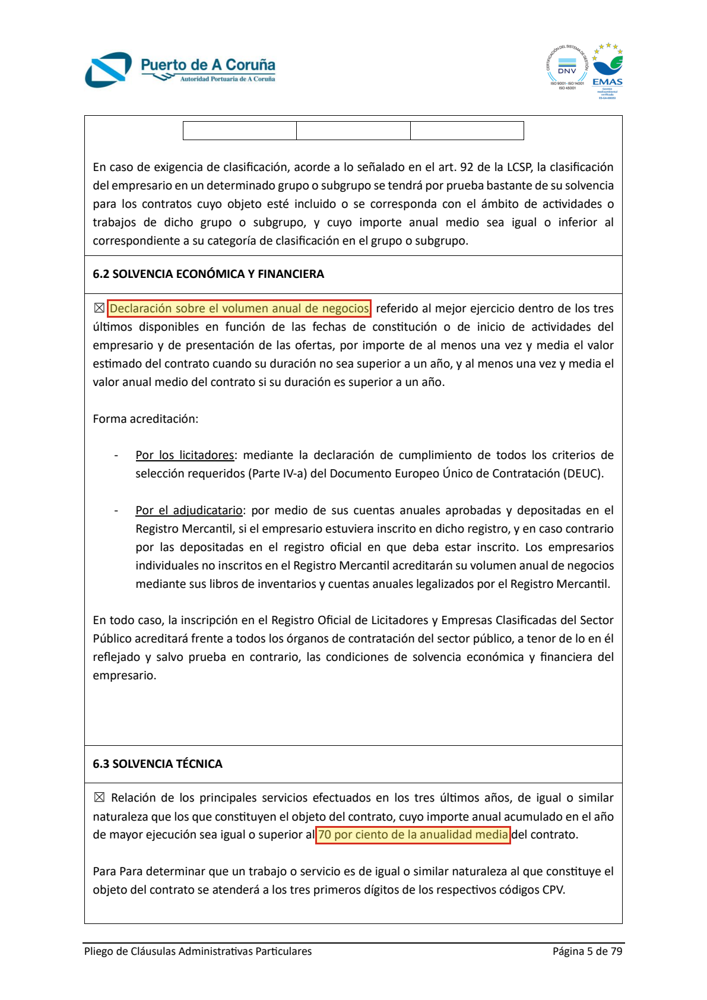 Puerto de A Coruña
Autoridad Portuaria de A Coruña
CERTIFICACIÓN DEL SISTEMA DE GESTIÓN
DNV
ISO 9001 - ISO 14001
ISO 45001
EMAS
Gestión
medioambiental
verificada
En caso de exigencia de clasificación, acorde a lo señalado en el art. 92 de la LCSP, la clasificación
del empresario en un determinado grupo o subgrupo se tendrá por prueba bastante de su solvencia
para los contratos cuyo objeto esté incluido o se corresponda con el ámbito de actividades o
trabajos de dicho grupo o subgrupo, y cuyo importe anual medio sea igual o inferior al
correspondiente a su categoría de clasificación en el grupo o subgrupo.
6.2 SOLVENCIA ECONÓMICA Y FINANCIERA
☒ Declaración sobre el volumen anual de negocios, referido al mejor ejercicio dentro de los tres
últimos disponibles en función de las fechas de constitución o de inicio de actividades del
empresario y de presentación de las ofertas, por importe de al menos una vez y media el valor
estimado del contrato cuando su duración no sea superior a un año, y al menos una vez y media el
valor anual medio del contrato si su duración es superior a un año.
Forma acreditación:
- Por los licitadores: mediante la declaración de cumplimiento de todos los criterios de
selección requeridos (Parte IV-a) del Documento Europeo Único de Contratación (DEUC).
- Por el adjudicatario: por medio de sus cuentas anuales aprobadas y depositadas en el
Registro Mercantil, si el empresario estuviera inscrito en dicho registro, y en caso contrario
por las depositadas en el registro oficial en que deba estar inscrito. Los empresarios
individuales no inscritos en el Registro Mercantil acreditarán su volumen anual de negocios
mediante sus libros de inventarios y cuentas anuales legalizados por el Registro Mercantil.
En todo caso, la inscripción en el Registro Oficial de Licitadores y Empresas Clasificadas del Sector
Público acreditará frente a todos los órganos de contratación del sector público, a tenor de lo en él
reflejado y salvo prueba en contrario, las condiciones de solvencia económica y financiera del
empresario.
6.3 SOLVENCIA TÉCNICA
☒ Relación de los principales servicios efectuados en los tres últimos años, de igual o similar
naturaleza que los que constituyen el objeto del contrato, cuyo importe anual acumulado en el año
de mayor ejecución sea igual o superior al 70 por ciento de la anualidad media del contrato.
Para Para determinar que un trabajo o servicio es de igual o similar naturaleza al que constituye el
objeto del contrato se atenderá a los tres primeros dígitos de los respectivos códigos CPV.
Pliego de Cláusulas Administrativas Particulares Página 5 de 79